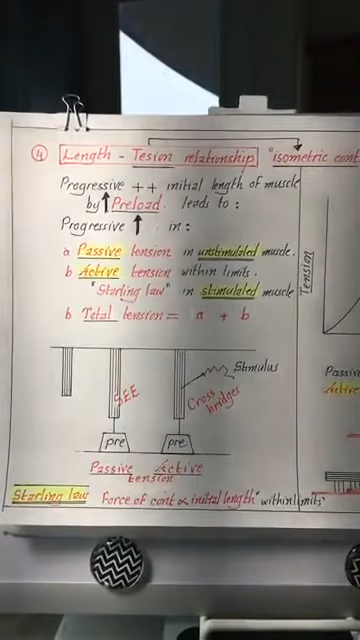 4 Length - Tesion relationship "isometric cont
Progressive ++ initial length of muscle
by ↑ Preload. leads to :
Progressive ↑ in :
a Passive tension in unstimulated muscle.
b Active tension within limits.
"Starling law" in stimulated muscle
b Total tension = a + b
Tension
SEE
Stimulus
Cross bridges
pre
pre
Passive Active
tension
Passive
Active
Starling law Force of cont ∝ initial length "within limits"